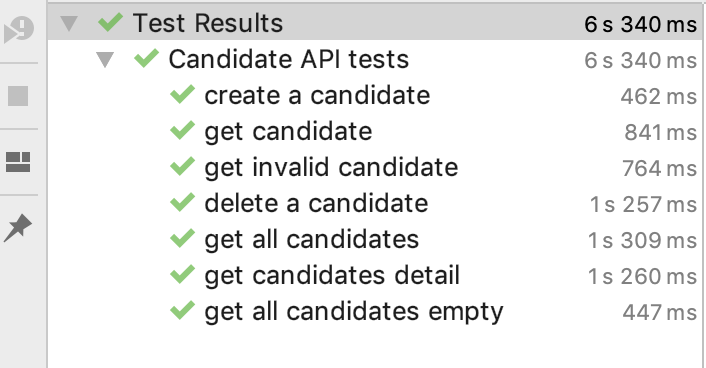 Test Results 6 s 340 ms
Candidate API tests 6 s 340 ms
create a candidate 462 ms
get candidate 841 ms
get invalid candidate 764 ms
delete a candidate 1 s 257 ms
get all candidates 1 s 309 ms
get candidates detail 1 s 260 ms
get all candidates empty 447 ms